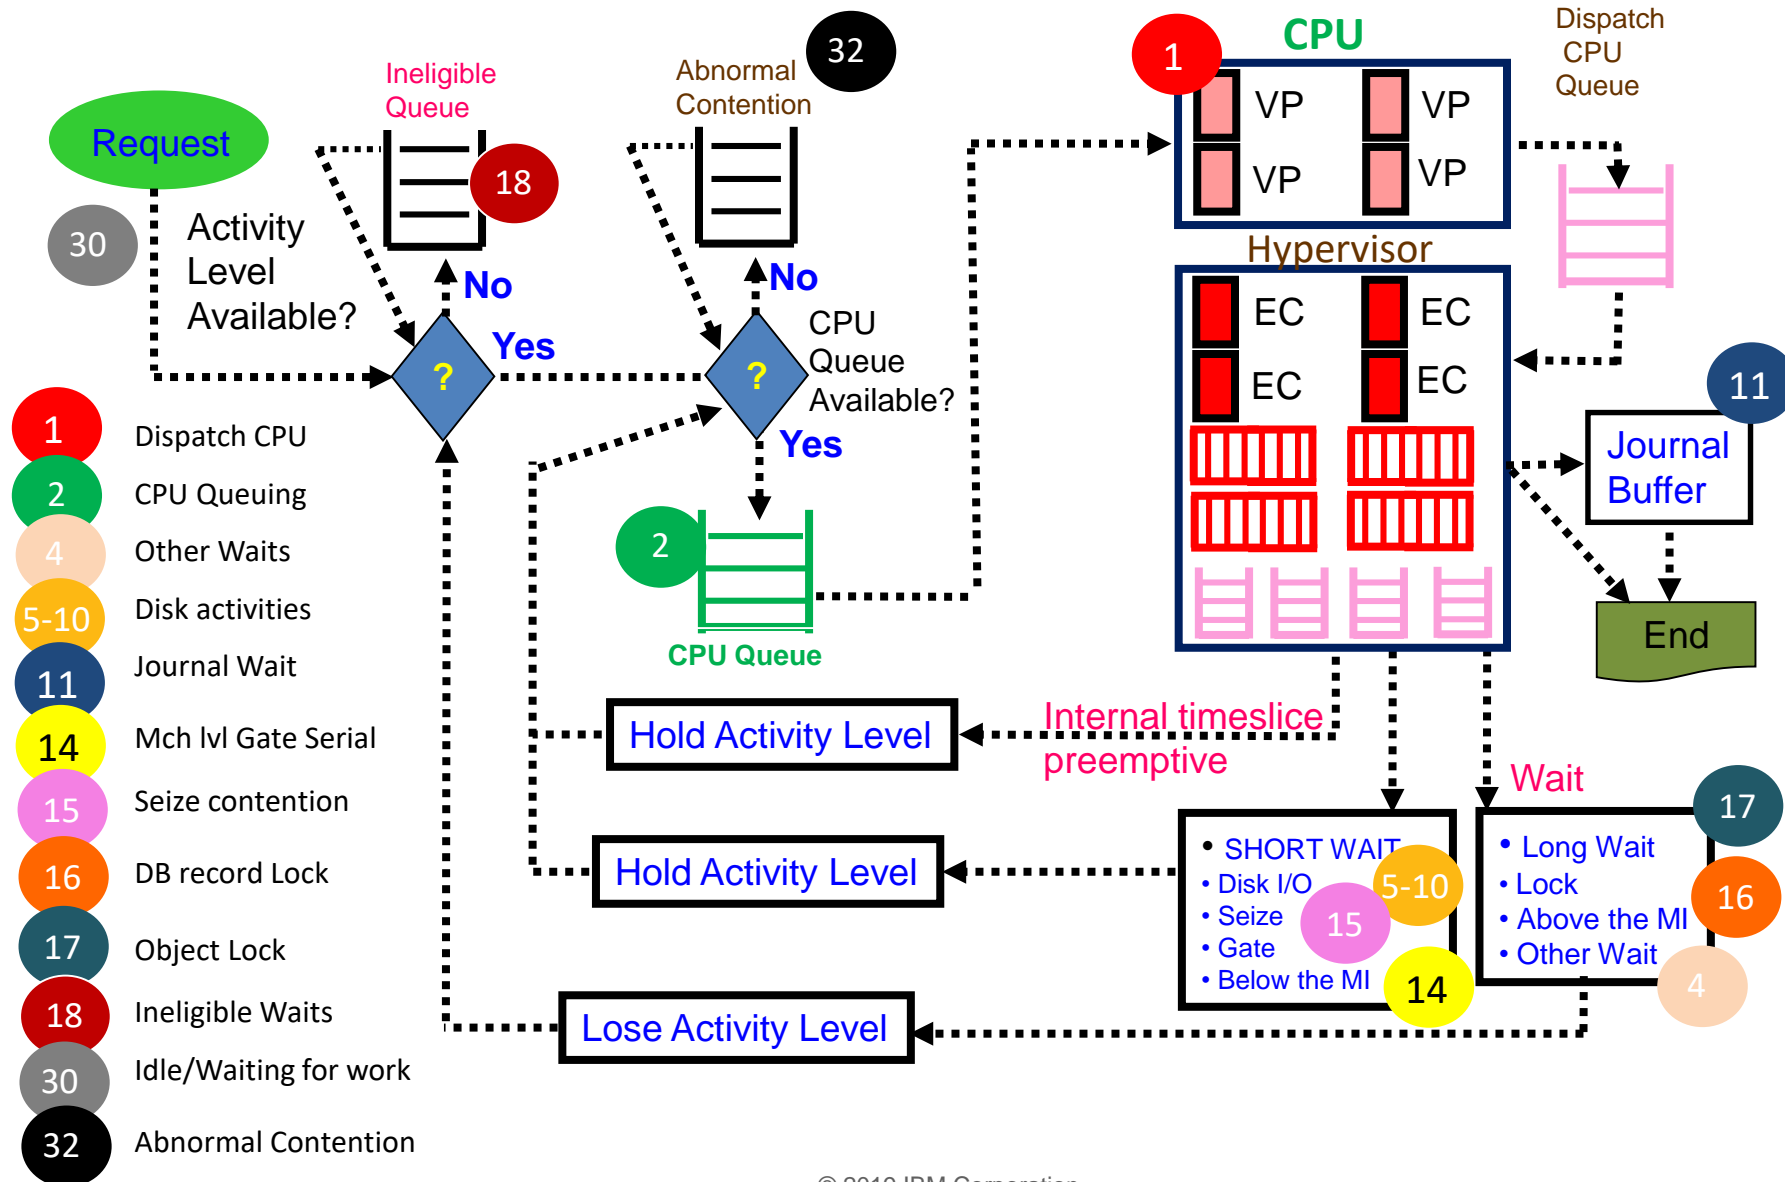 Request
30
Activity
Level
Available?
Ineligible
Queue
18
No
?
Yes
Abnormal
Contention
32
No
?
CPU
Queue
Available?
Yes
2
CPU Queue
1
CPU
VP
VP
VP
VP
Dispatch
CPU
Queue
Hypervisor
EC
EC
EC
EC
11
Journal
Buffer
End
1
Dispatch CPU
2
CPU Queuing
4
Other Waits
5-10
Disk activities
11
Journal Wait
14
Mch lvl Gate Serial
15
Seize contention
16
DB record Lock
17
Object Lock
18
Ineligible Waits
30
Idle/Waiting for work
32
Abnormal Contention
Hold Activity Level
Internal timeslice
preemptive
Hold Activity Level
• SHORT WAIT
• Disk I/O
• Seize
• Gate
• Below the MI
5-10
15
14
Wait
17
• Long Wait
• Lock
• Above the MI
• Other Wait
16
4
Lose Activity Level